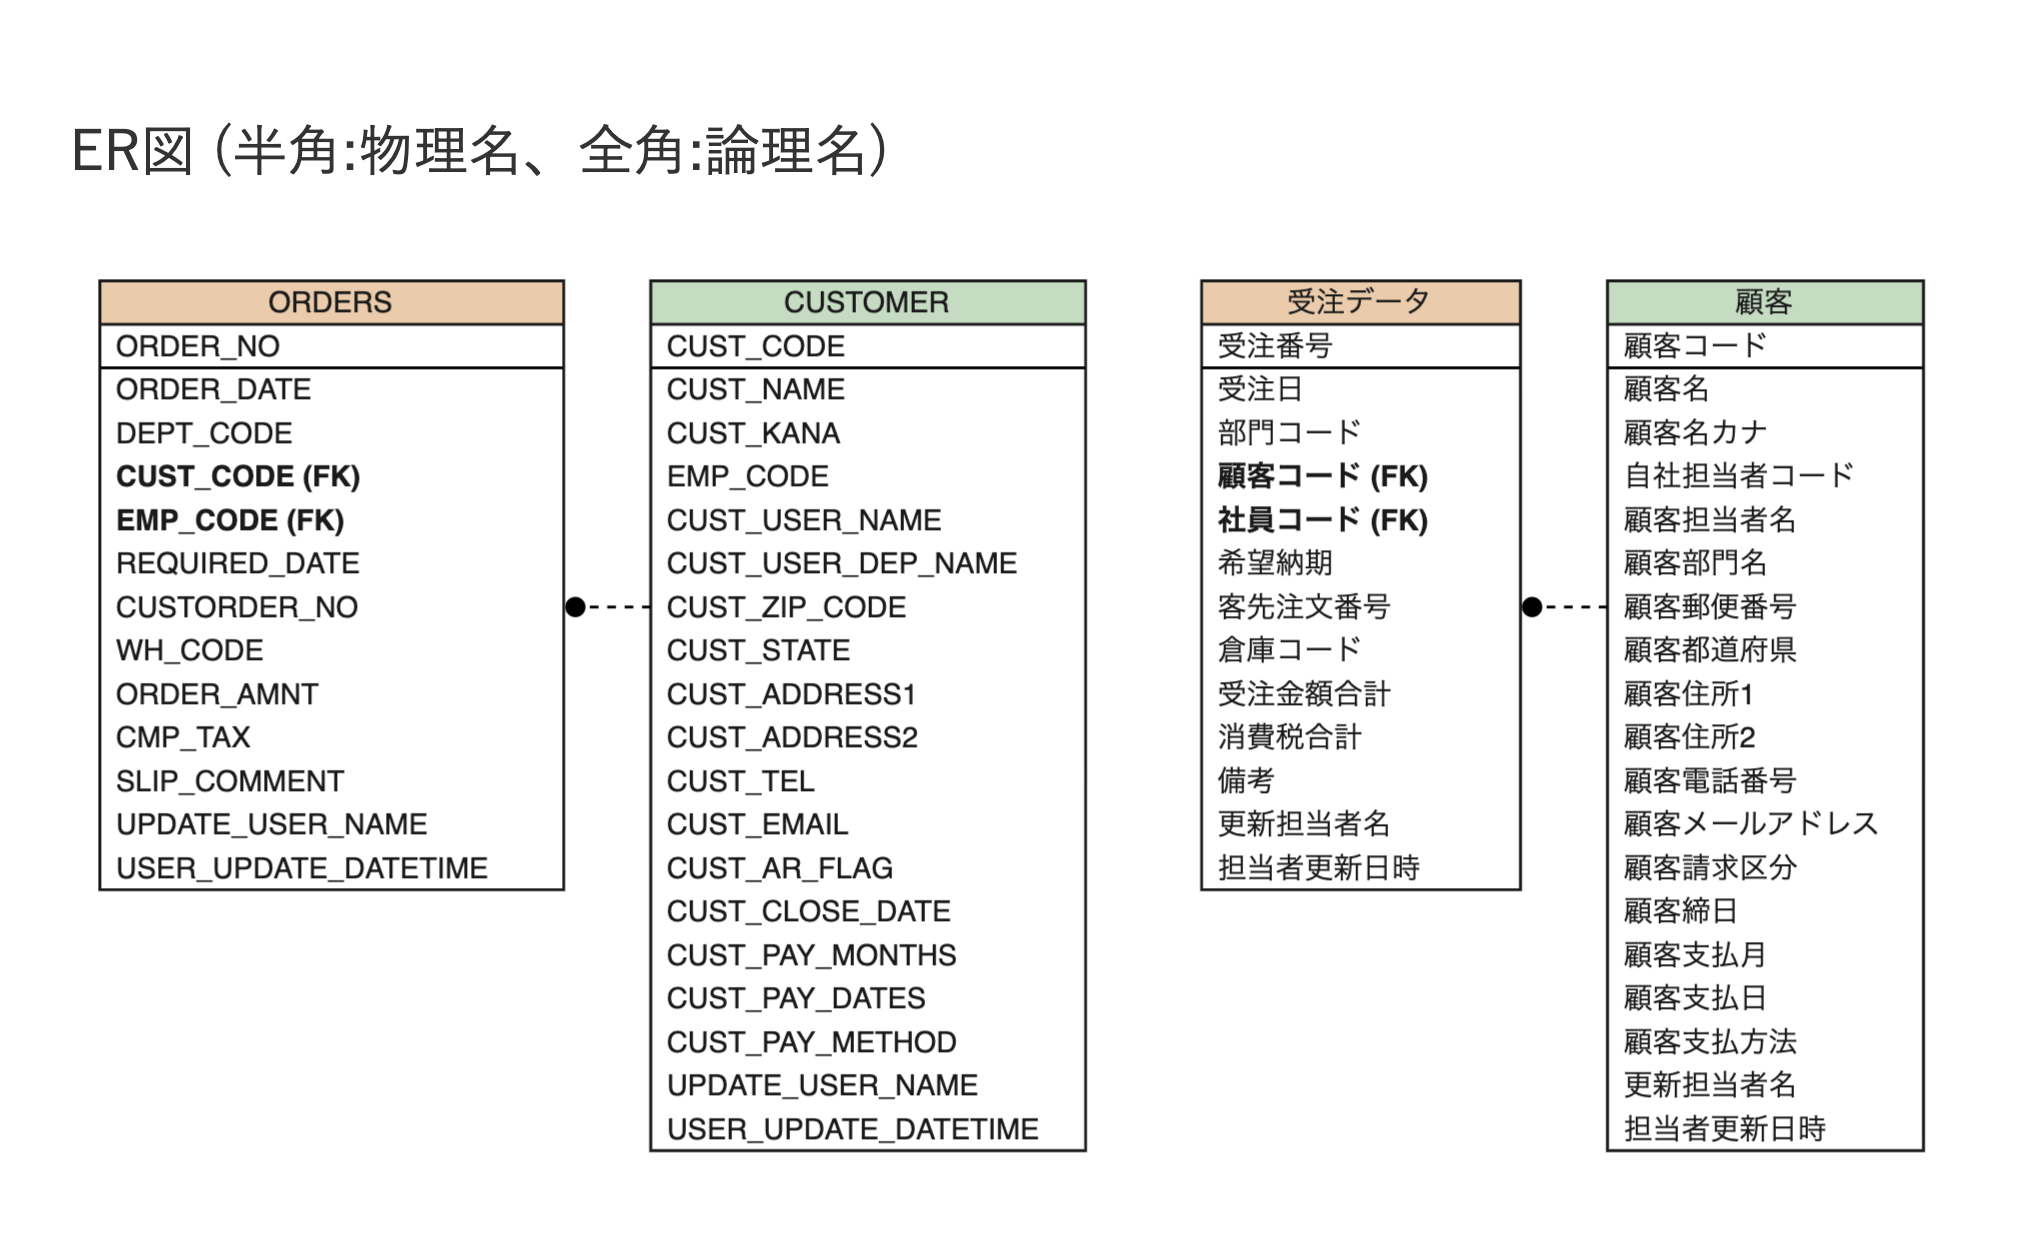 ER図 (半角:物理名、全角:論理名)
ORDERS
ORDER_NO
ORDER_DATE
DEPT_CODE
CUST_CODE (FK)
EMP_CODE (FK)
REQUIRED_DATE
CUSTORDER_NO
WH_CODE
ORDER_AMNT
CMP_TAX
SLIP_COMMENT
UPDATE_USER_NAME
USER_UPDATE_DATETIME
CUSTOMER
CUST_CODE
CUST_NAME
CUST_KANA
EMP_CODE
CUST_USER_NAME
CUST_USER_DEP_NAME
CUST_ZIP_CODE
CUST_STATE
CUST_ADDRESS1
CUST_ADDRESS2
CUST_TEL
CUST_EMAIL
CUST_AR_FLAG
CUST_CLOSE_DATE
CUST_PAY_MONTHS
CUST_PAY_DATES
CUST_PAY_METHOD
UPDATE_USER_NAME
USER_UPDATE_DATETIME
受注データ
受注番号
受注日
部門コード
顧客コード (FK)
社員コード (FK)
希望納期
客先注文番号
倉庫コード
受注金額合計
消費税合計
備考
更新担当者名
担当者更新日時
顧客
顧客コード
顧客名
顧客名カナ
自社担当者コード
顧客担当者名
顧客部門名
顧客郵便番号
顧客都道府県
顧客住所1
顧客住所2
顧客電話番号
顧客メールアドレス
顧客請求区分
顧客締日
顧客支払月
顧客支払日
顧客支払方法
更新担当者名
担当者更新日時